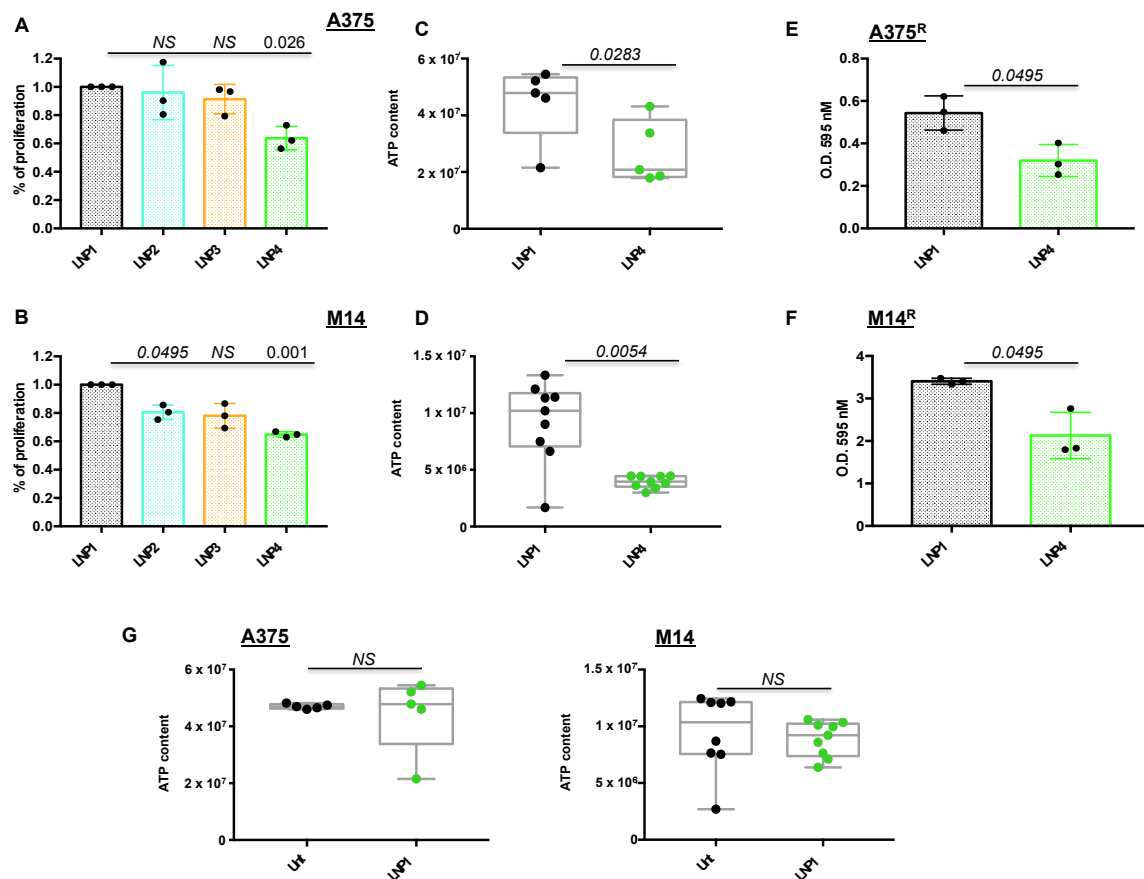 A
A375
NS NS 0.026
% of proliferation
1.2
1.0
0.8
0.6
0.4
0.2
0.0
LNP1 LNP2 LNP3 LNP4
C
0.0283
ATP content
6 x 10⁷
4 x 10⁷
2 x 10⁷
0
LNP1 LNP4
E
A375ᴿ
0.0495
O.D. 595 nM
0.8
0.6
0.4
0.2
0.0
LNP1 LNP4
B
M14
0.0495 NS 0.001
% of proliferation
1.2
1.0
0.8
0.6
0.4
0.2
0.0
LNP1 LNP2 LNP3 LNP4
D
0.0054
ATP content
1.5 x 10⁷
1.0 x 10⁷
5 x 10⁶
0
LNP1 LNP4
F
M14ᴿ
0.0495
O.D. 595 nM
4
3
2
1
0
LNP1 LNP4
G
A375
NS
ATP content
6 x 10⁷
4 x 10⁷
2 x 10⁷
0
Unt LNP1
M14
NS
ATP content
1.5 x 10⁷
1.0 x 10⁷
5 x 10⁶
0
Unt LNP1